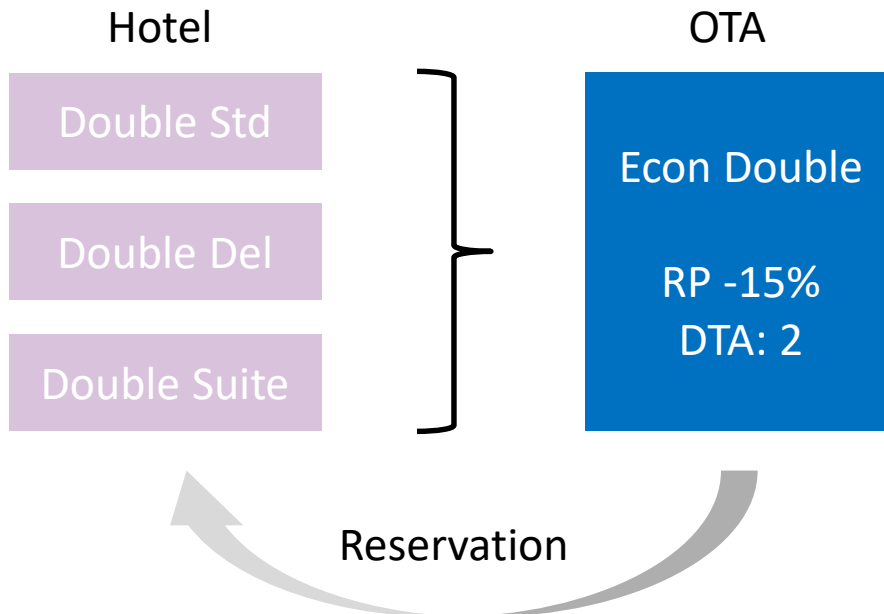 Hotel
OTA
Double Std
Double Del
Double Suite
Econ Double
RP -15%
DTA: 2
Reservation